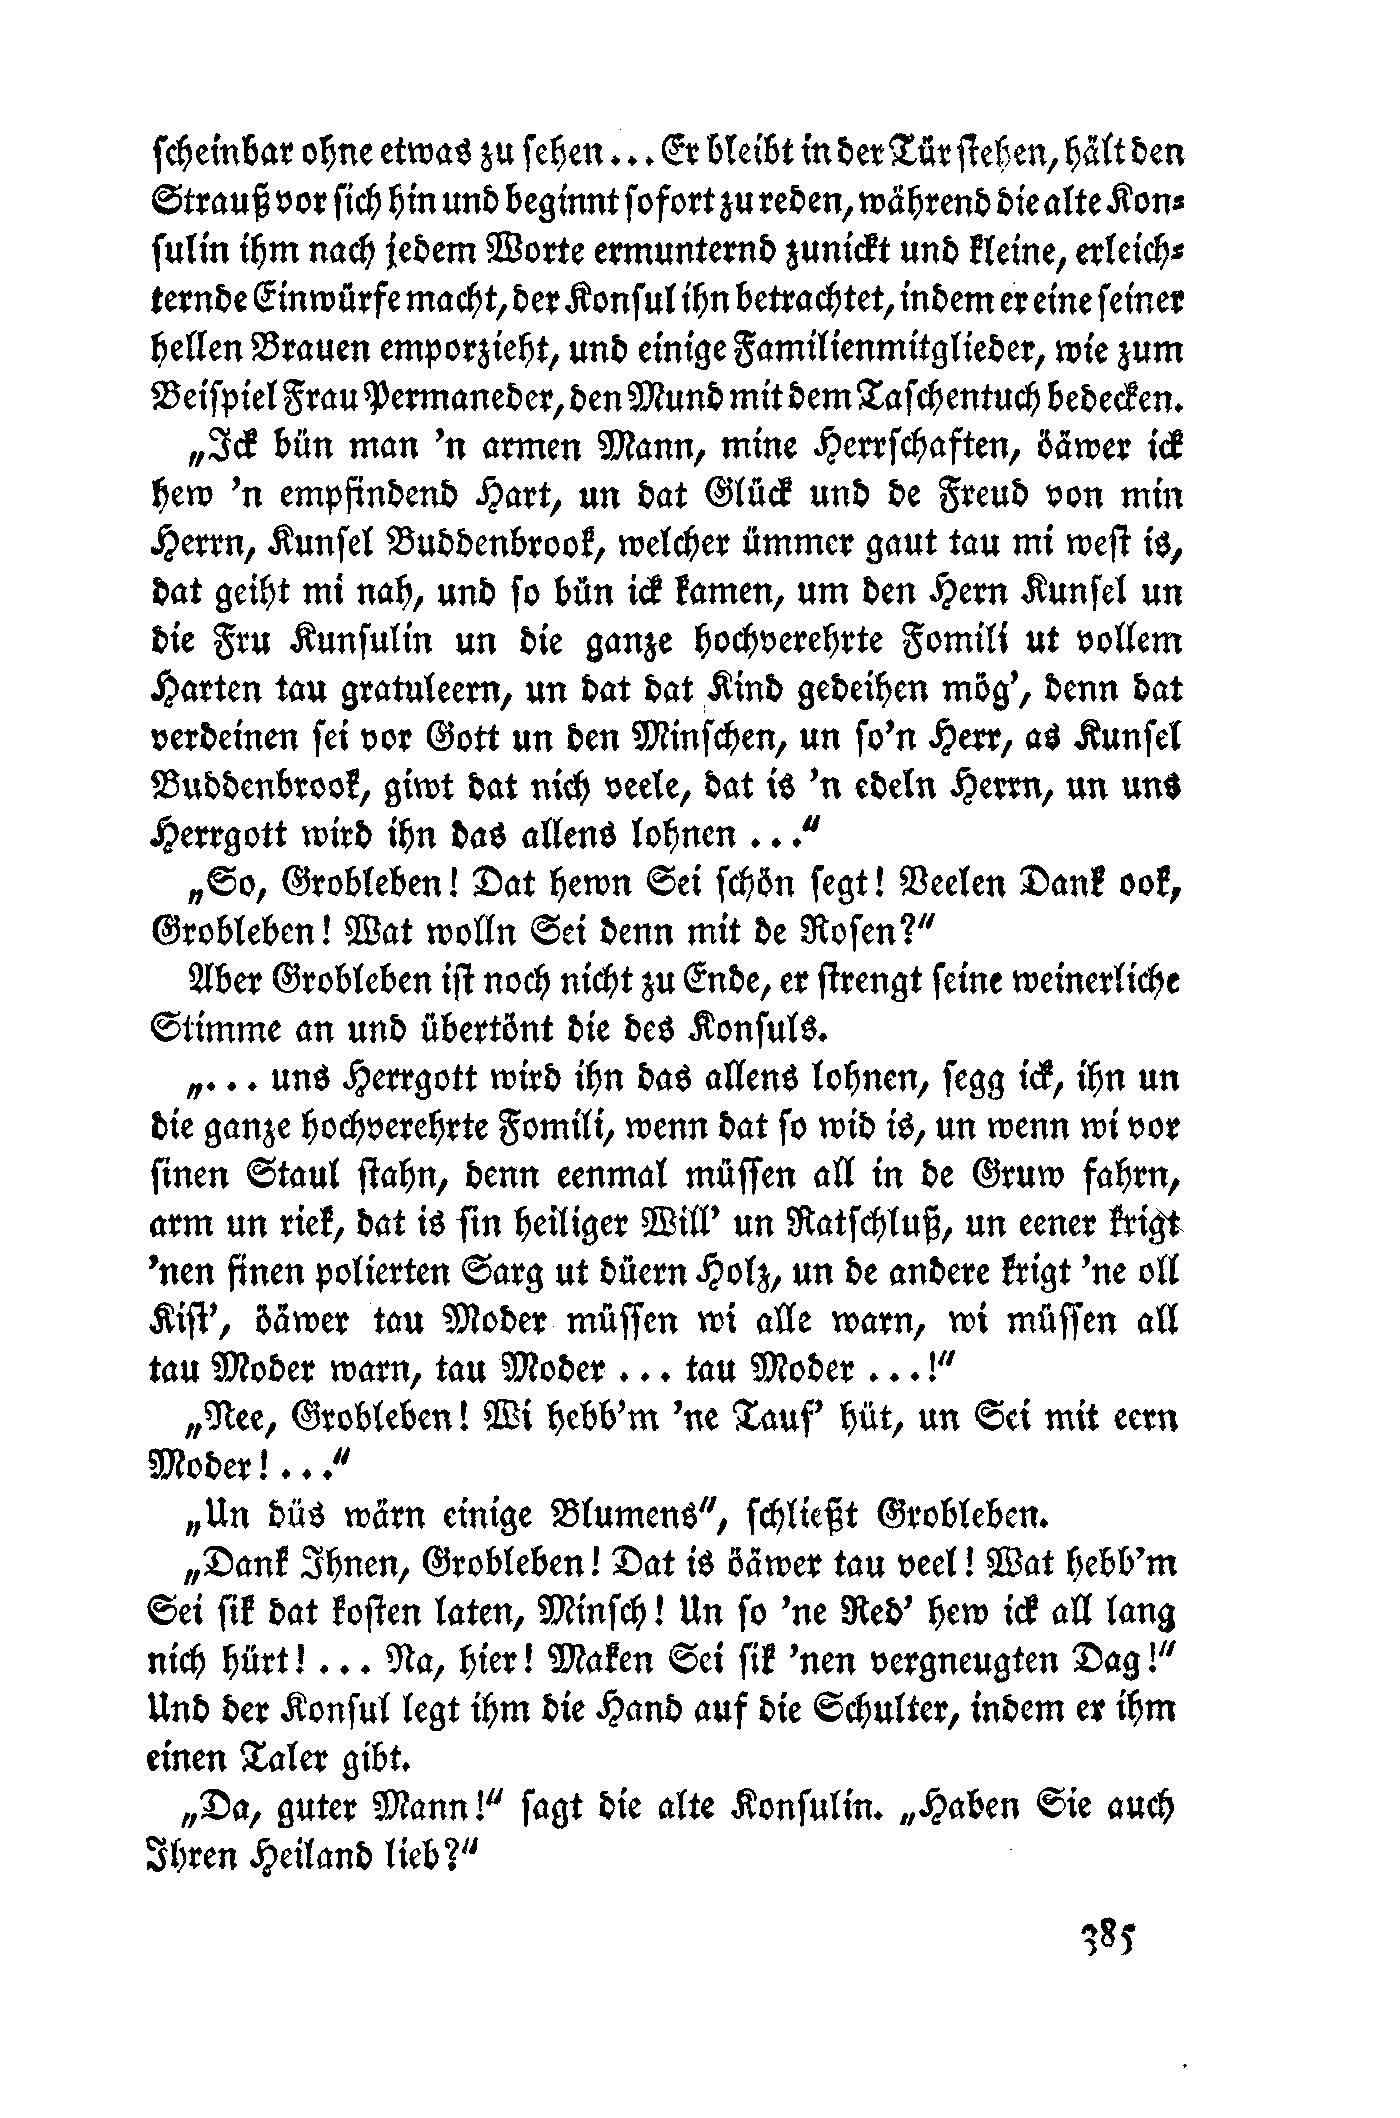 scheinbar ohne etwas zu sehen... Er bleibt in der Tür stehen, hält den
Strauß vor sich hin und beginnt sofort zu reden, während die alte Kon-
sulin ihm nach jedem Worte ermunternd zunickt und kleine, erleich-
ternde Einwürfe macht, der Konsul ihn betrachtet, indem er eine seiner
hellen Brauen emporzieht, und einige Familienmitglieder, wie zum
Beispiel Frau Permaneder, den Mund mit dem Taschentuch bedecken.
„Ick bün man 'n armen Mann, mine Herrschaften, öäwer ick
hew 'n empfindend Hart, un dat Glück und de Freud von min
Herrn, Kunsel Buddenbrook, welcher ümmer gaut tau mi west is,
dat geiht mi nah, und so bün ick kamen, um den Hern Kunsel un
die Fru Kunsulin un die ganze hochverehrte Fomili ut vollem
Harten tau gratuleern, un dat dat Kind gedeihen mög', denn dat
verdeinen sei vor Gott un den Minschen, un so'n Herr, as Kunsel
Buddenbrook, giwt dat nich veele, dat is 'n edeln Herrn, un uns
Herrgott wird ihn das allens lohnen ...“
„So, Grobleben! Dat hewn Sei schön segt! Veelen Dank ook,
Grobleben! Wat wolln Sei denn mit de Rosen?“
Aber Grobleben ist noch nicht zu Ende, er strengt seine weinerliche
Stimme an und übertönt die des Konsuls.
„... uns Herrgott wird ihn das allens lohnen, segg ick, ihn un
die ganze hochverehrte Fomili, wenn dat so wid is, un wenn wi vor
sinen Staul stahn, denn eenmal müssen all in de Gruw fahrn,
arm un riek, dat is sin heiliger Will' un Ratschluß, un eener krigt
'nen finen polierten Sarg ut düern Holz, un de andere krigt 'ne oll
Kist', öäwer tau Moder müssen wi alle warn, wi müssen all
tau Moder warn, tau Moder ... tau Moder ...!“
„Nee, Grobleben! Wi hebb'm 'ne Tauf' hüt, un Sei mit eern
Moder! ...“
„Un düs wärn einige Blumens“, schließt Grobleben.
„Dank Ihnen, Grobleben! Dat is öäwer tau veel! Wat hebb'm
Sei sik dat kosten laten, Minsch! Un so 'ne Red' hew ick all lang
nich hürt! ... Na, hier! Maken Sei sik 'nen vergneugten Dag!“
Und der Konsul legt ihm die Hand auf die Schulter, indem er ihm
einen Taler gibt.
„Da, guter Mann!“ sagt die alte Konsulin. „Haben Sie auch
Ihren Heiland lieb?“
385